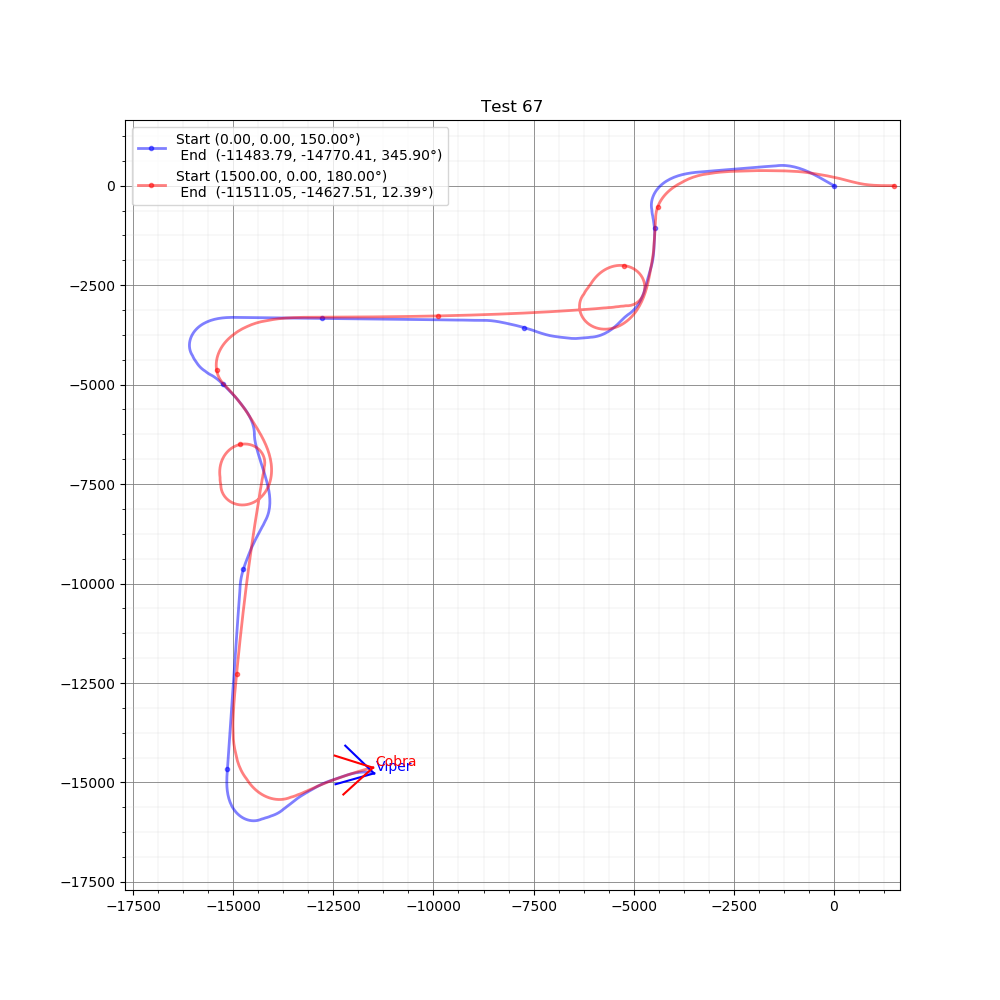 Test 67
Start (0.00, 0.00, 150.00°)
End  (-11483.79, -14770.41, 345.90°)
Start (1500.00, 0.00, 180.00°)
End  (-11511.05, -14627.51, 12.39°)
0
−2500
−5000
−7500
−10000
−12500
−15000
−17500
Cobra
Viper
−17500 −15000 −12500 −10000 −7500 −5000 −2500 0